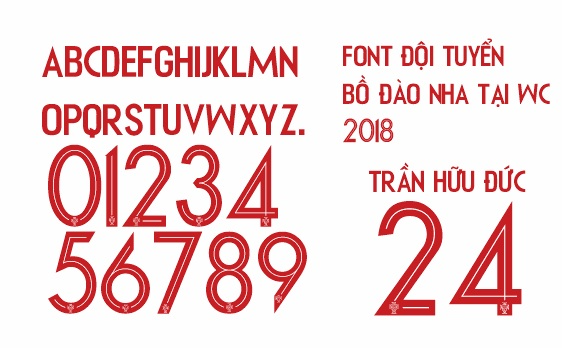 ABCDEFGHIJKLMN
OPQRSTUVWXYZ.
01234
56789
FONT ĐỘI TUYỂN
BỒ ĐÀO NHA TẠI WC
2018
TRẦN HỮU ĐỨC
24